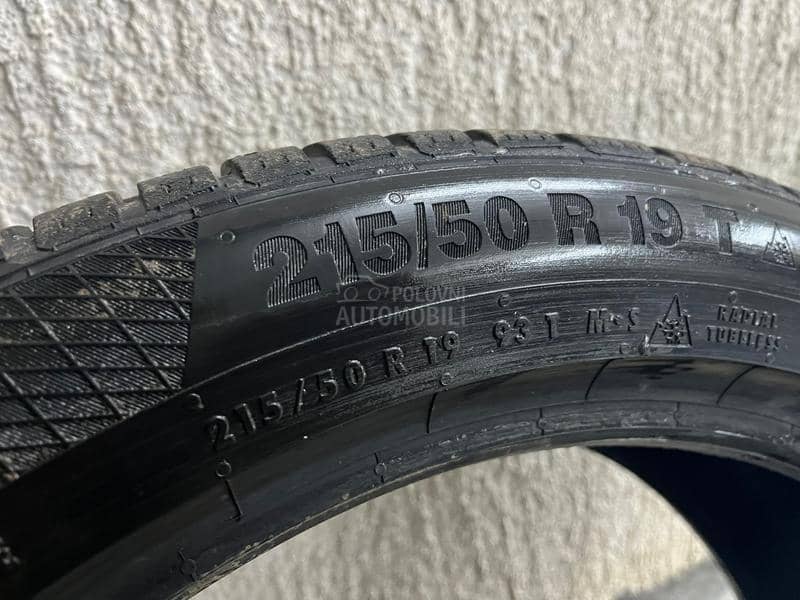 215/50 R 19 T
POLOVNI
AUTOMOBILI
215/50 R 19 93 T M+S RADIAL
TUBELESS